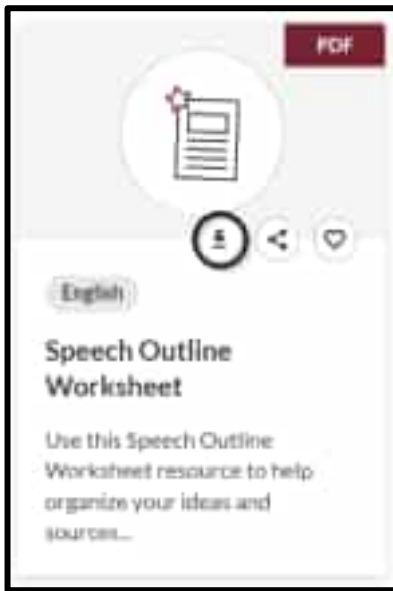 PDF
English
Speech Outline
Worksheet
Use this Speech Outline
Worksheet resource to help
organize your ideas and
sources...